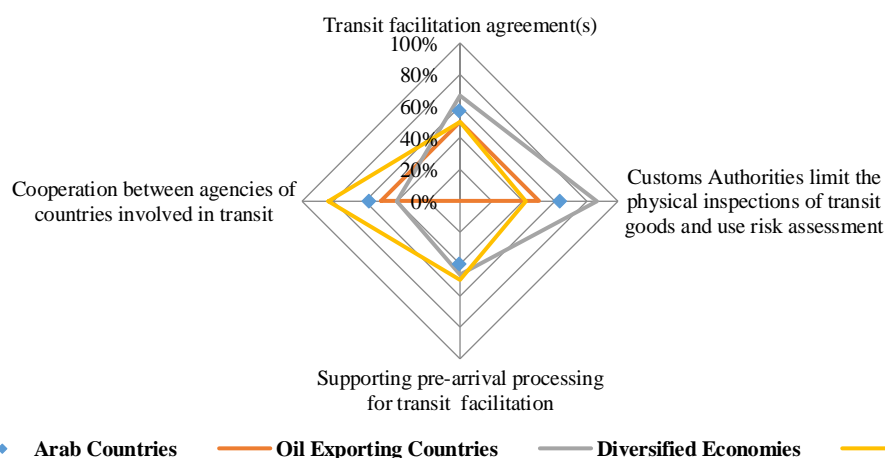 Transit facilitation agreement(s)
100%
80%
60%
40%
20%
0%
Customs Authorities limit the
physical inspections of transit
goods and use risk assessment
Cooperation between agencies of
countries involved in transit
Supporting pre-arrival processing
for transit facilitation
Arab Countries Oil Exporting Countries Diversified Economies